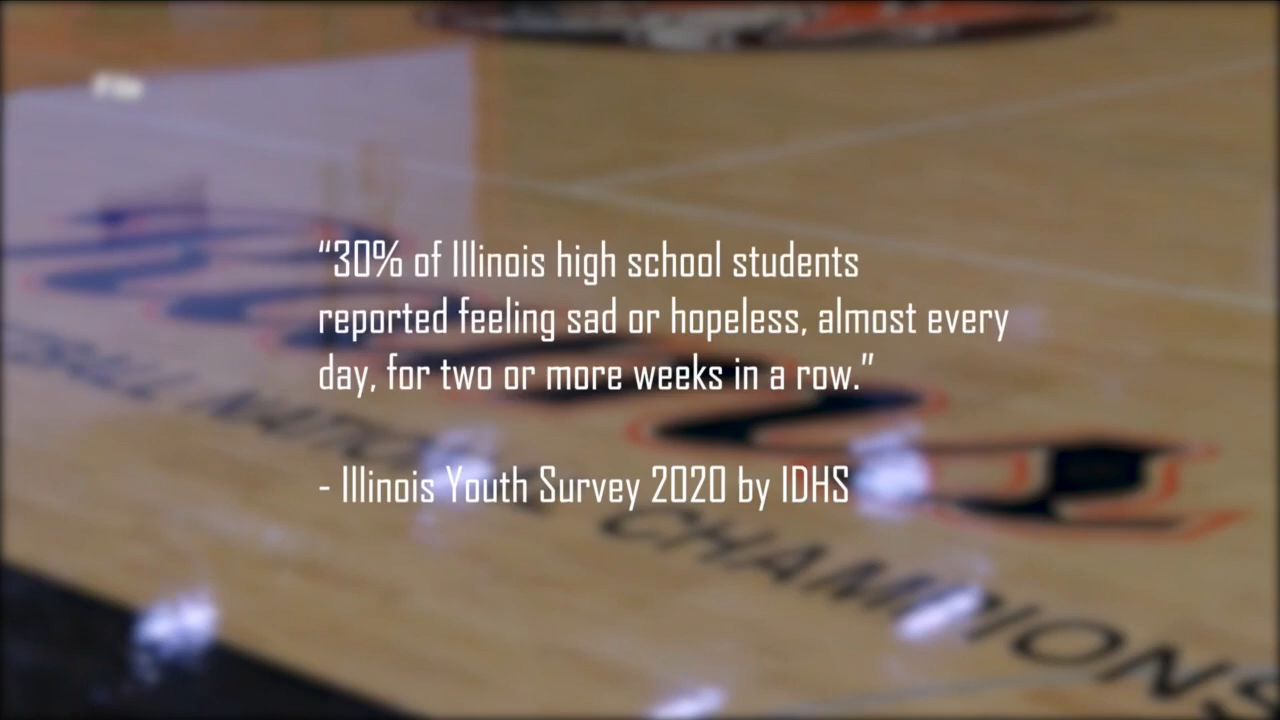 “30% of Illinois high school students
reported feeling sad or hopeless, almost every
day, for two or more weeks in a row.”
- Illinois Youth Survey 2020 by IDHS
NATIONAL CHAMPIONS